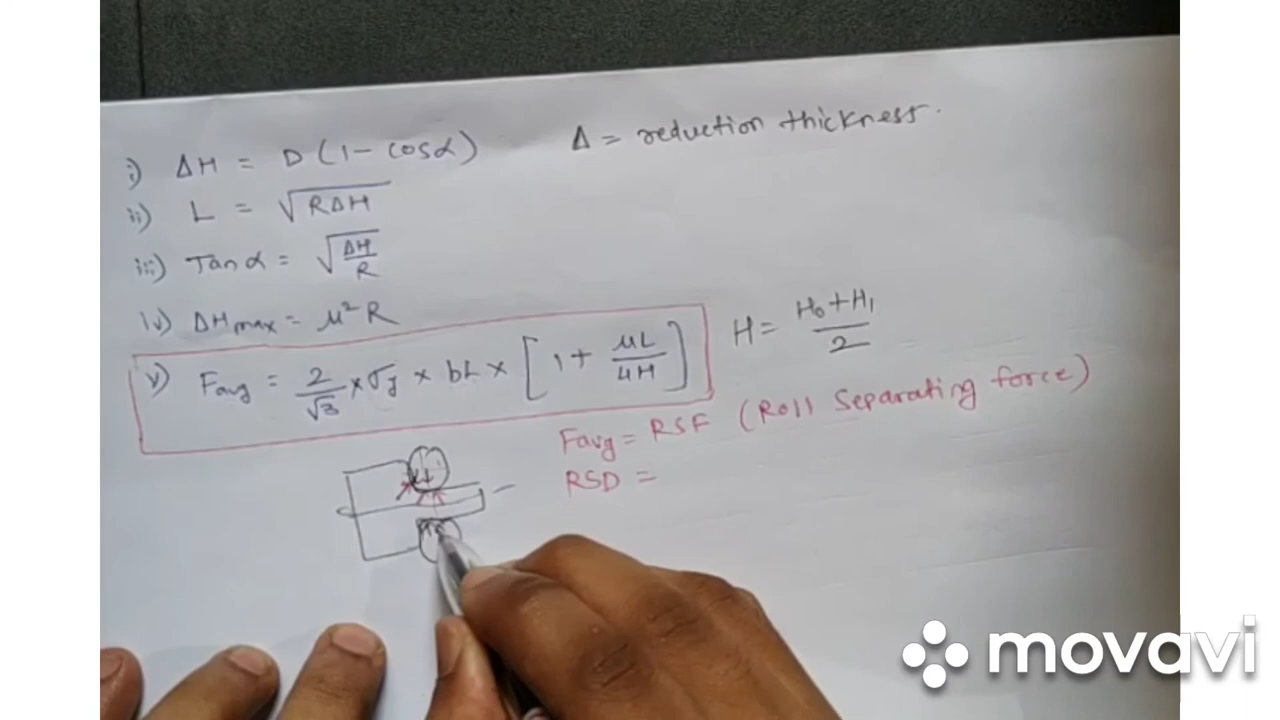 i) ΔH = D(1-cosα) Δ = reduction thickness.
ii) L = √RΔH
iii) Tanα = √ΔH/R
iv) ΔHmax = μ²R
v) Favg = 2/√3 × σy × bL × [1 + μL/4H] H = H₀+H₁/2
Favg = RSF (Roll Separating force)
RSD =
movavi